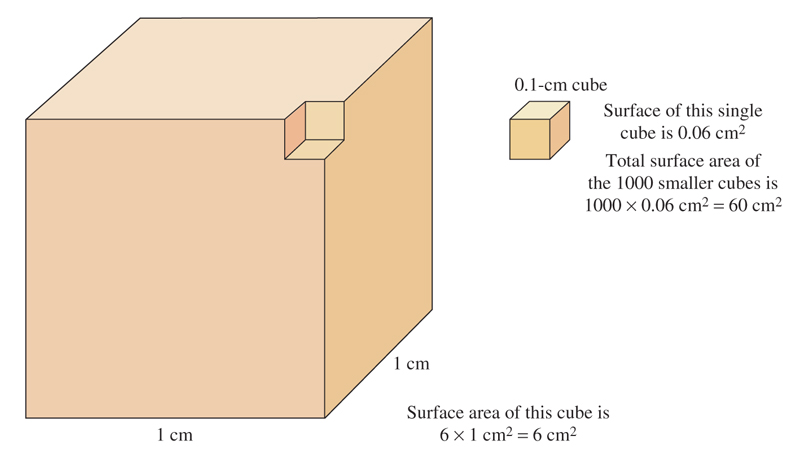 0.1-cm cube
Surface of this single
cube is 0.06 cm²
Total surface area of
the 1000 smaller cubes is
1000 × 0.06 cm² = 60 cm²
1 cm
Surface area of this cube is
6 × 1 cm² = 6 cm²
1 cm